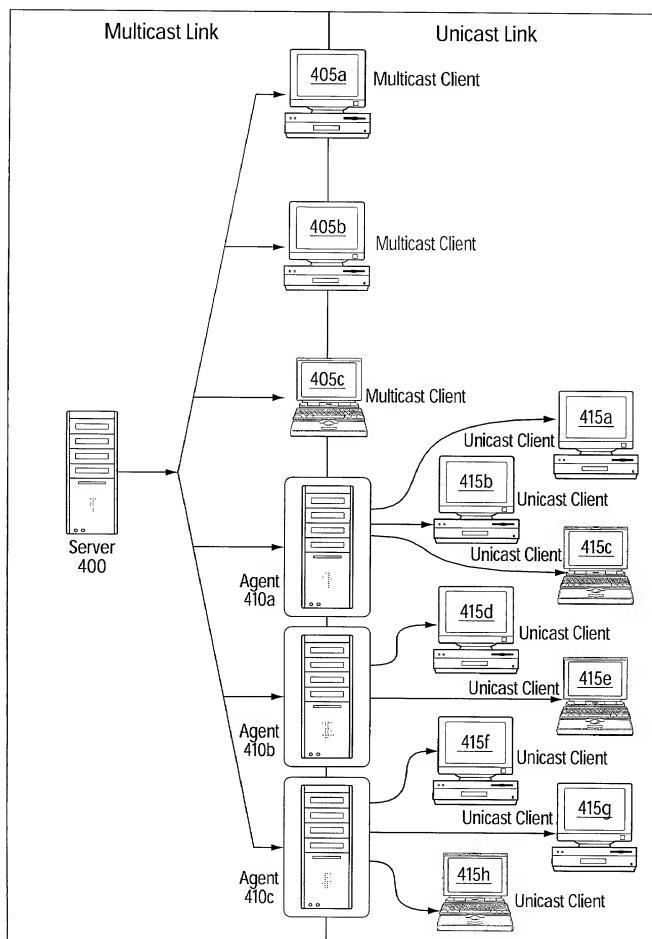 Multicast Link
Unicast Link
405a
Multicast Client
405b
Multicast Client
405c
Multicast Client
415a
Unicast Client
415b
Unicast Client
Server
400
Unicast Client
415c
Agent
410a
415d
Unicast Client
Unicast Client
415e
Agent
410b
415f
Unicast Client
Unicast Client
415g
Agent
410c
415h
Unicast Client